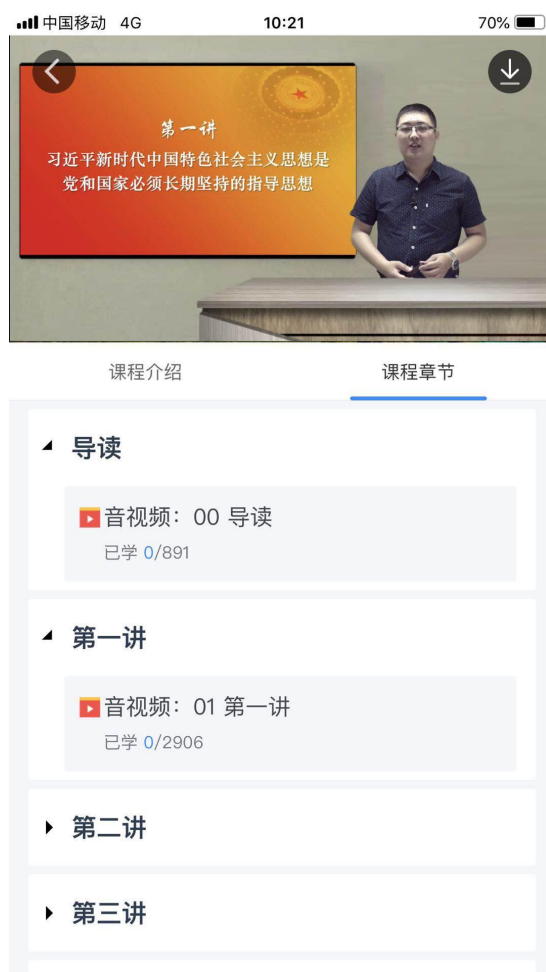 中国移动 4G 10:21 70%
第一讲
习近平新时代中国特色社会主义思想是
党和国家必须长期坚持的指导思想
课程介绍 课程章节
导读
音视频：00 导读
已学 0/891
第一讲
音视频：01 第一讲
已学 0/2906
第二讲
第三讲